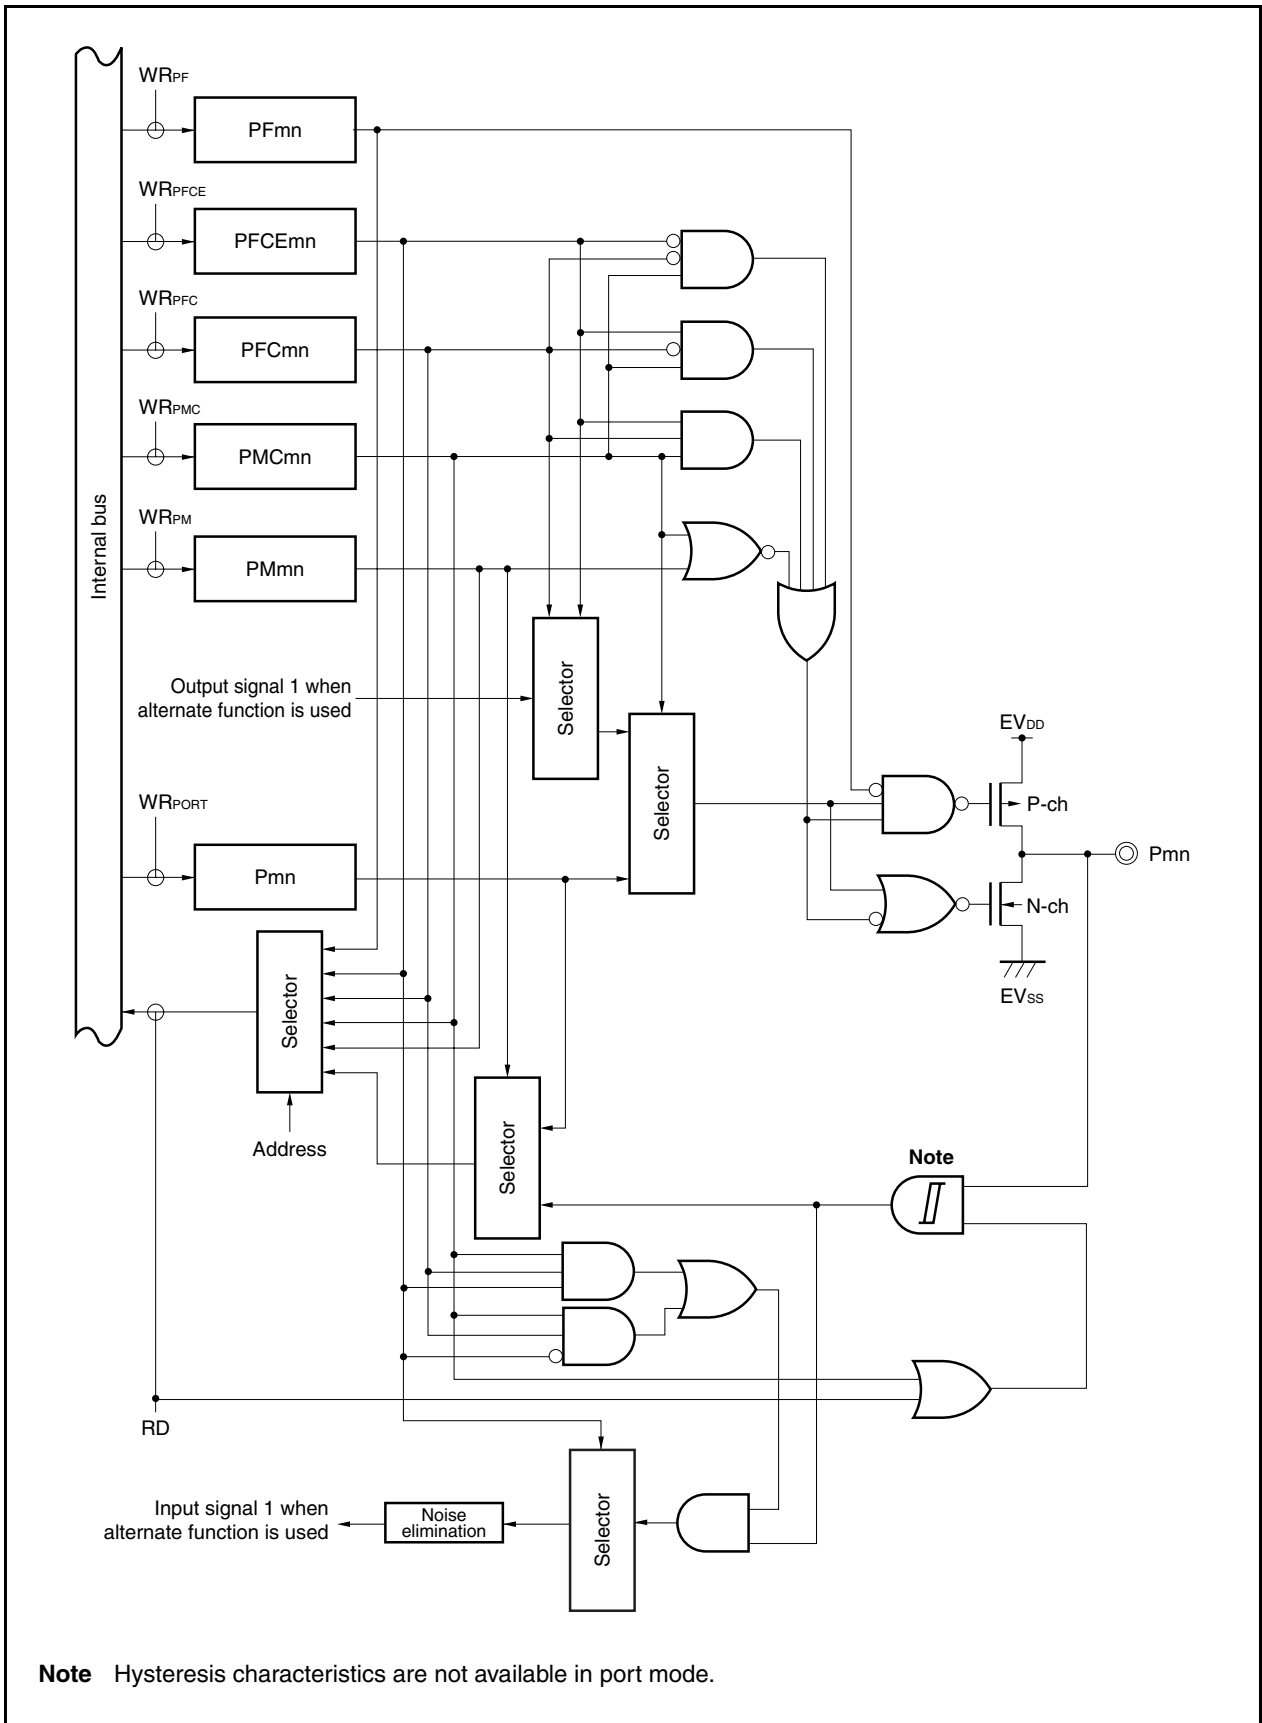 WRPF
PFmn
WRPFCE
PFCEmn
WRPFC
PFCmn
WRPMC
PMCmn
Internal bus
WRPM
PMmn
Output signal 1 when
alternate function is used
Selector
Selector
EVDD
P-ch
WRPORT
Pmn
Pmn
N-ch
EVSS
Selector
Address
Selector
Note
RD
Input signal 1 when
alternate function is used
Noise
elimination
Selector
Note Hysteresis characteristics are not available in port mode.